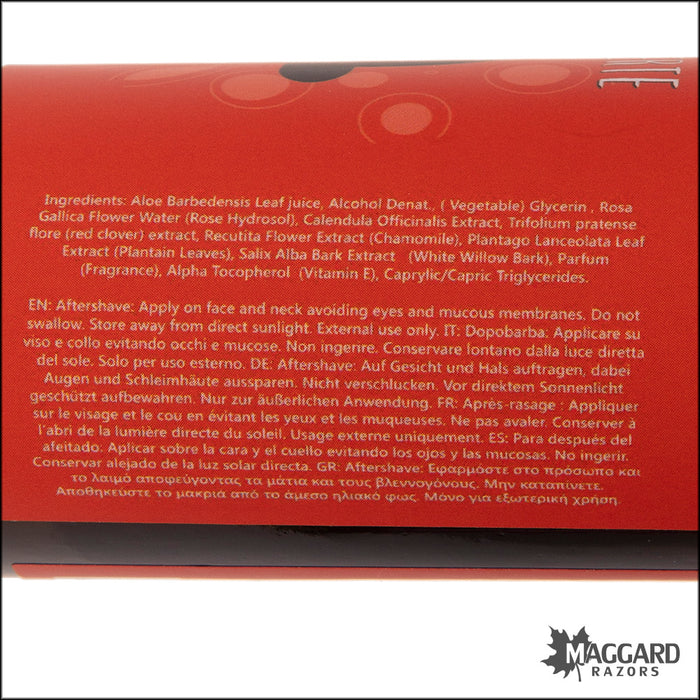 RTE
Ingredients: Aloe Barbedensis Leaf juice, Alcohol Denat., ( Vegetable) Glycerin , Rosa
Gallica Flower Water (Rose Hydrosol), Calendula Officinalis Extract, Trifolium pratense
flore (red clover) extract, Recutita Flower Extract (Chamomile), Plantago Lanceolata Leaf
Extract (Plantain Leaves), Salix Alba Bark Extract (White Willow Bark), Parfum
(Fragrance), Alpha Tocopherol (Vitamin E), Caprylic/Capric Triglycerides.
EN: Aftershave: Apply on face and neck avoiding eyes and mucous membranes. Do not
swallow. Store away from direct sunlight. External use only. IT: Dopobarba: Applicare su
viso e collo evitando occhi e mucose. Non ingerire. Conservare lontano dalla luce diretta
del sole. Solo per uso esterno. DE: Aftershave: Auf Gesicht und Hals auftragen, dabei
Augen und Schleimhäute aussparen. Nicht verschlucken. Vor direktem Sonnenlicht
geschützt aufbewahren. Nur zur äußerlichen Anwendung. FR: Après-rasage : Appliquer
sur le visage et le cou en évitant les yeux et les muqueuses. Ne pas avaler. Conserver à
l'abri de la lumière directe du soleil. Usage externe uniquement. ES: Para después del
afeitado. Aplicar sobre la cara y el cuello evitando los ojos y las mucosas. No ingerir.
Conservar alejado de la luz solar directa. GR: Aftershave: Εφαρμόστε στο πρόσωπο και
το λαιμό αποφεύγοντας τα μάτια και τους βλεννογόνους. Μην καταπίνετε.
Αποθηκεύστε το μακριά από το άμεσο ηλιακό φως. Μόνο για εξωτερική χρήση.
MAGGARD
RAZORS